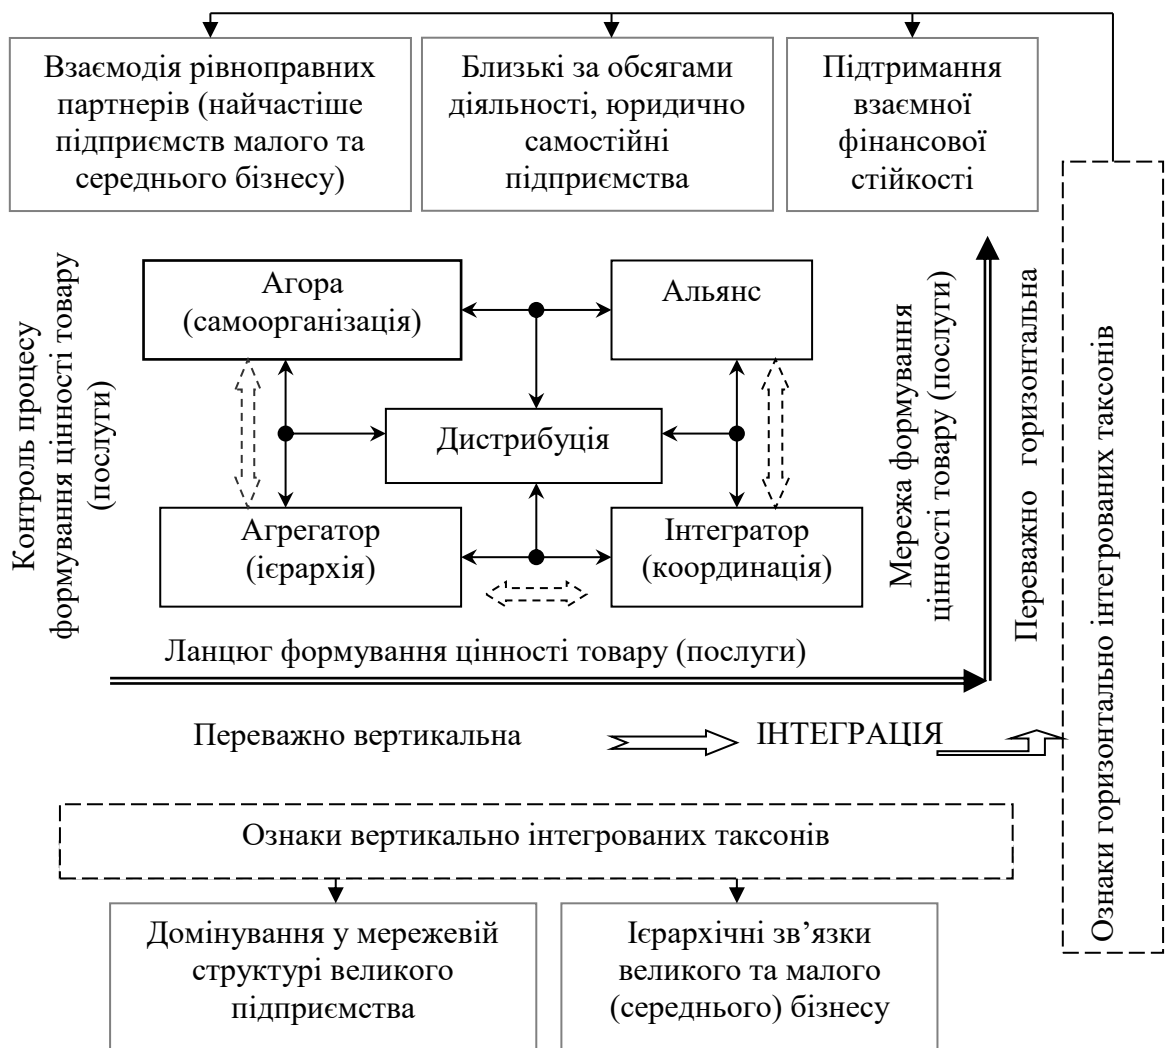 Взаємодія рівноправних
партнерів (найчастіше
підприємств малого та
середнього бізнесу)
Близькі за обсягами
діяльності, юридично
самостійні
підприємства
Підтримання
взаємної
фінансової
стійкості
Контроль процесу
формування цінності товару
(послуги)
Агора
(самоорганізація)
Альянс
Дистрибуція
Агрегатор
(ієрархія)
Інтегратор
(координація)
Мережа формування
цінності товару (послуги)
Переважно горизонтальна
Ознаки горизонтально інтегрованих таксонів
Ланцюг формування цінності товару (послуги)
Переважно вертикальна
ІНТЕГРАЦІЯ
Ознаки вертикально інтегрованих таксонів
Домінування у мережевій
структурі великого
підприємства
Ієрархічні зв’язки
великого та малого
(середнього) бізнесу